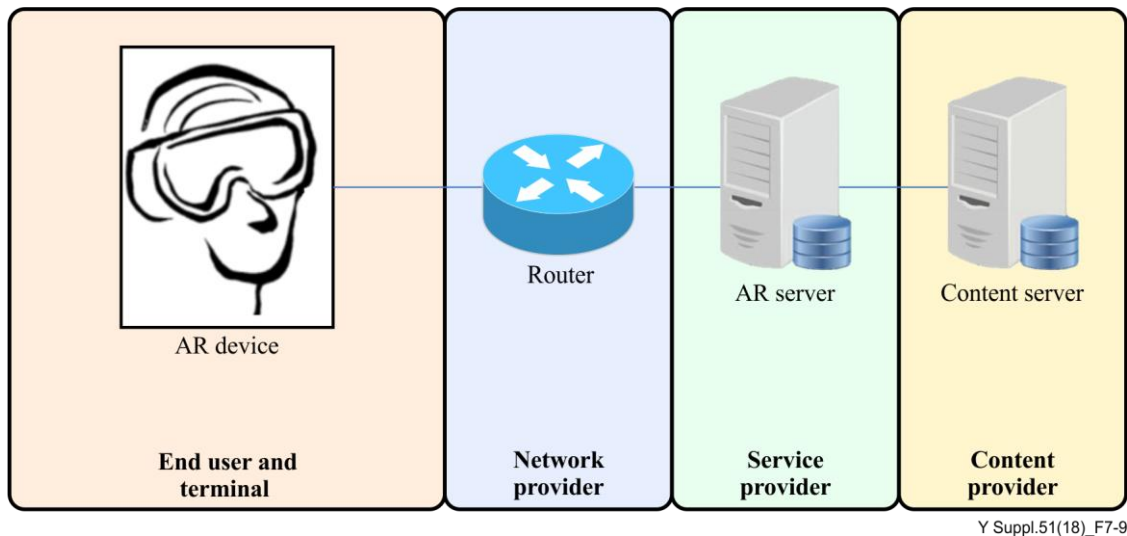 AR device
Router
AR server
Content server
End user and
terminal
Network
provider
Service
provider
Content
provider
Y Suppl.51(18)_F7-9